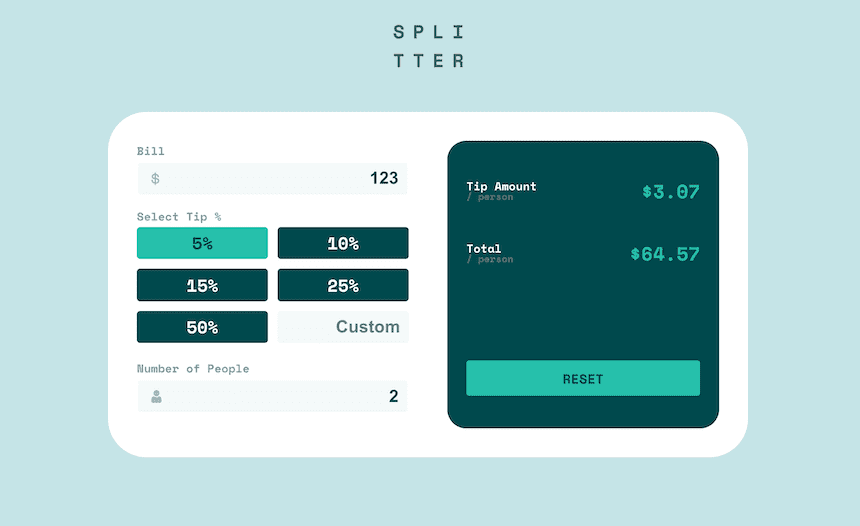 SPLI
TTER
Bill
$ 123
Select Tip %
5% 10%
15% 25%
50% Custom
Number of People
2
Tip Amount
/ person
$3.07
Total
/ person
$64.57
RESET